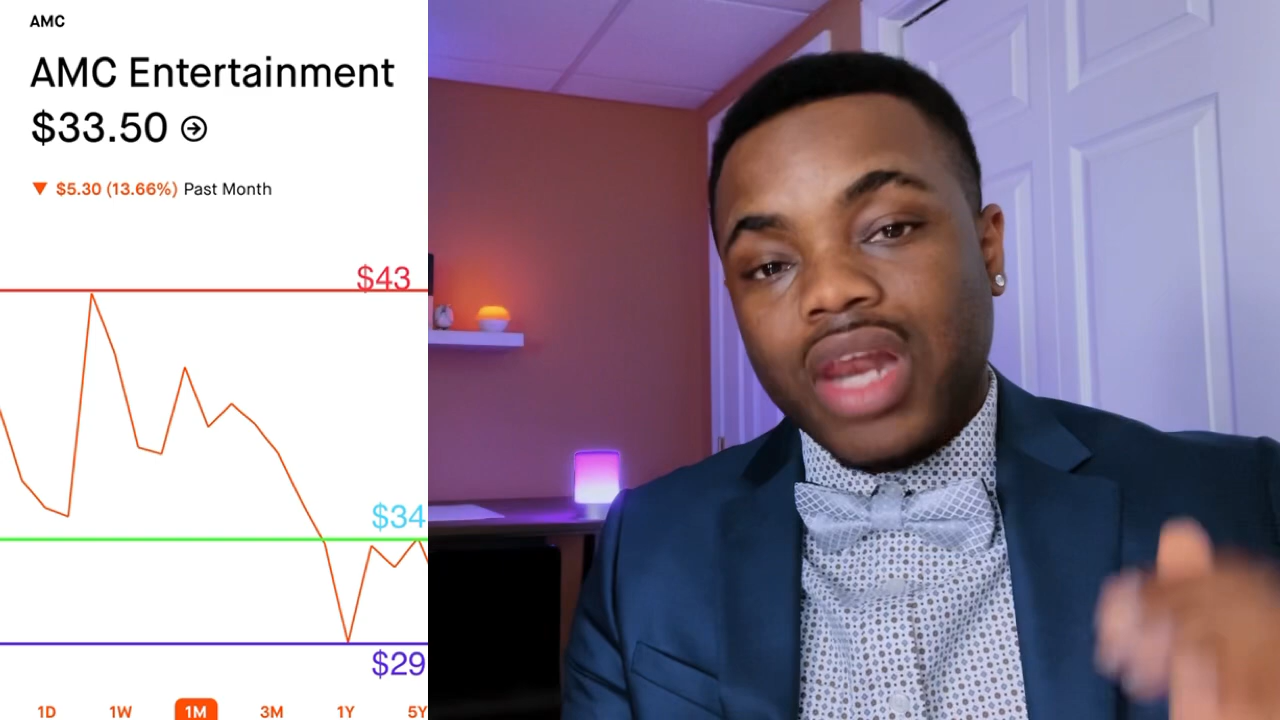 AMC
AMC Entertainment
$33.50
▼ $5.30 (13.66%) Past Month
$43
$34
$29
1D 1W 1M 3M 1Y 5Y